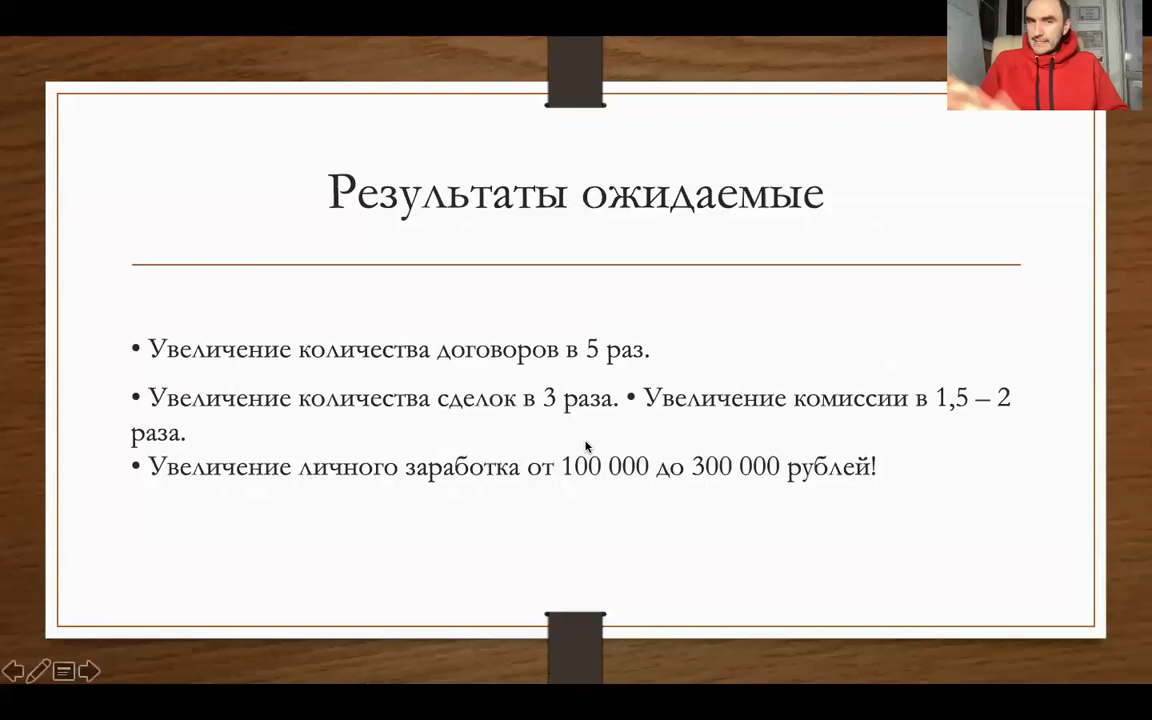 Результаты ожидаемые
• Увеличение количества договоров в 5 раз.
• Увеличение количества сделок в 3 раза. • Увеличение комиссии в 1,5 – 2
раза.
• Увеличение личного заработка от 100 000 до 300 000 рублей!